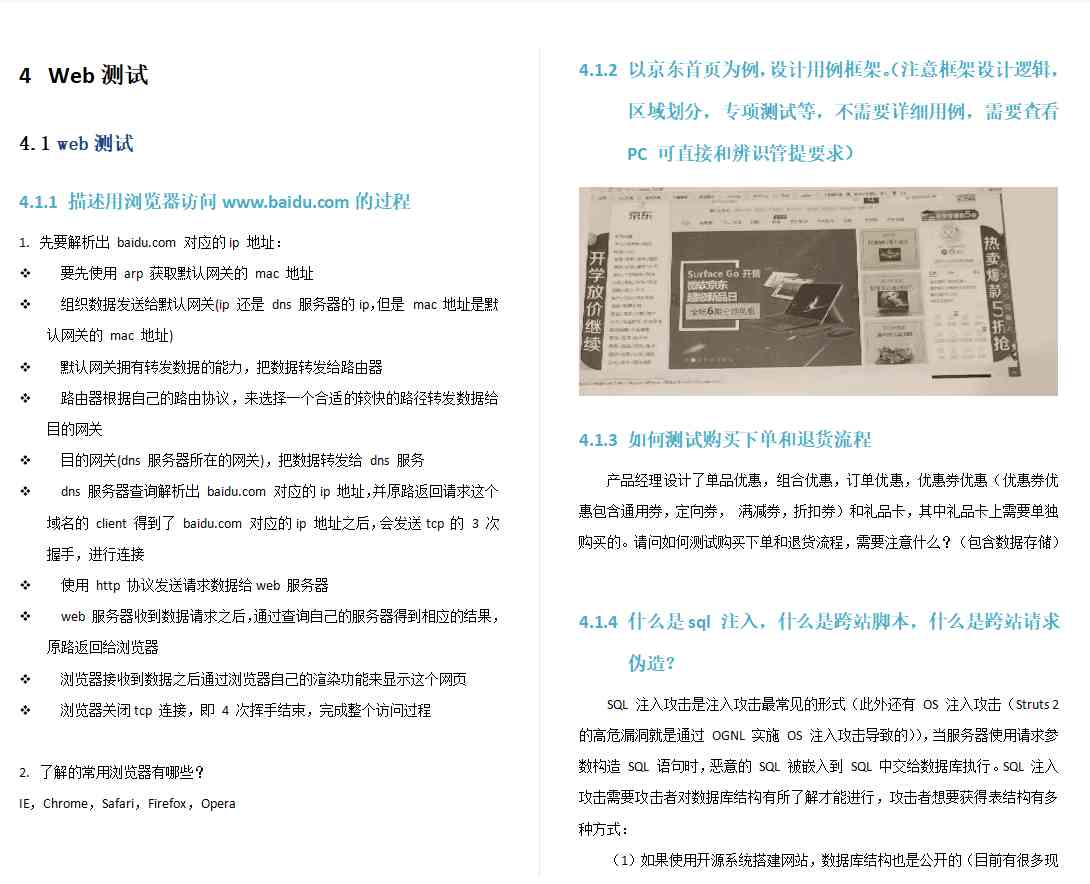 4 Web 测试
4.1 web 测试
4.1.1 描述用浏览器访问 www.baidu.com 的过程
1. 先要解析出 baidu.com 对应的 ip 地址：
❖ 要先使用 arp 获取默认网关的 mac 地址
❖ 组织数据发送给默认网关(ip 还是 dns 服务器的 ip,但是 mac 地址是默
认网关的 mac 地址)
❖ 默认网关拥有转发数据的能力，把数据转发给路由器
❖ 路由器根据自己的路由协议，来选择一个合适的较快的路径转发数据给
目的网关
❖ 目的网关(dns 服务器所在的网关)，把数据转发给 dns 服务
❖ dns 服务器查询解析出 baidu.com 对应的 ip 地址,并原路返回请求这个
域名的 client 得到了 baidu.com 对应的 ip 地址之后,会发送 tcp 的 3 次
握手，进行连接
❖ 使用 http 协议发送请求数据给 web 服务器
❖ web 服务器收到数据请求之后,通过查询自己的服务器得到相应的结果,
原路返回给浏览器
❖ 浏览器接收到数据之后通过浏览器自己的渲染功能来显示这个网页
❖ 浏览器关闭 tcp 连接，即 4 次挥手结束，完成整个访问过程
2. 了解的常用浏览器有哪些？
IE，Chrome，Safari，Firefox，Opera
4.1.2 以京东首页为例，设计用例框架。（注意框架设计逻辑，
区域划分，专项测试等，不需要详细用例，需要查看
PC 可直接和辨识管提要求）
京东
开学放价继续
Surface Go 开售
微软京东
超级新品日
热卖爆款5折抢
4.1.3 如何测试购买下单和退货流程
产品经理设计了单品优惠，组合优惠，订单优惠，优惠券优惠（优惠券优
惠包含通用券，定向券， 满减券，折扣券）和礼品卡，其中礼品卡上需要单独
购买的。请问如何测试购买下单和退货流程，需要注意什么？（包含数据存储）
4.1.4 什么是 sql 注入，什么是跨站脚本，什么是跨站请求
伪造？
SQL 注入攻击是注入攻击最常见的形式（此外还有 OS 注入攻击（Struts 2
的高危漏洞就是通过 OGNL 实施 OS 注入攻击导致的）），当服务器使用请求参
数构造 SQL 语句时，恶意的 SQL 被嵌入到 SQL 中交给数据库执行。SQL 注入
攻击需要攻击者对数据库结构有所了解才能进行，攻击者想要获得表结构有多
种方式：
（1）如果使用开源系统搭建网站，数据库结构也是公开的（目前有很多现